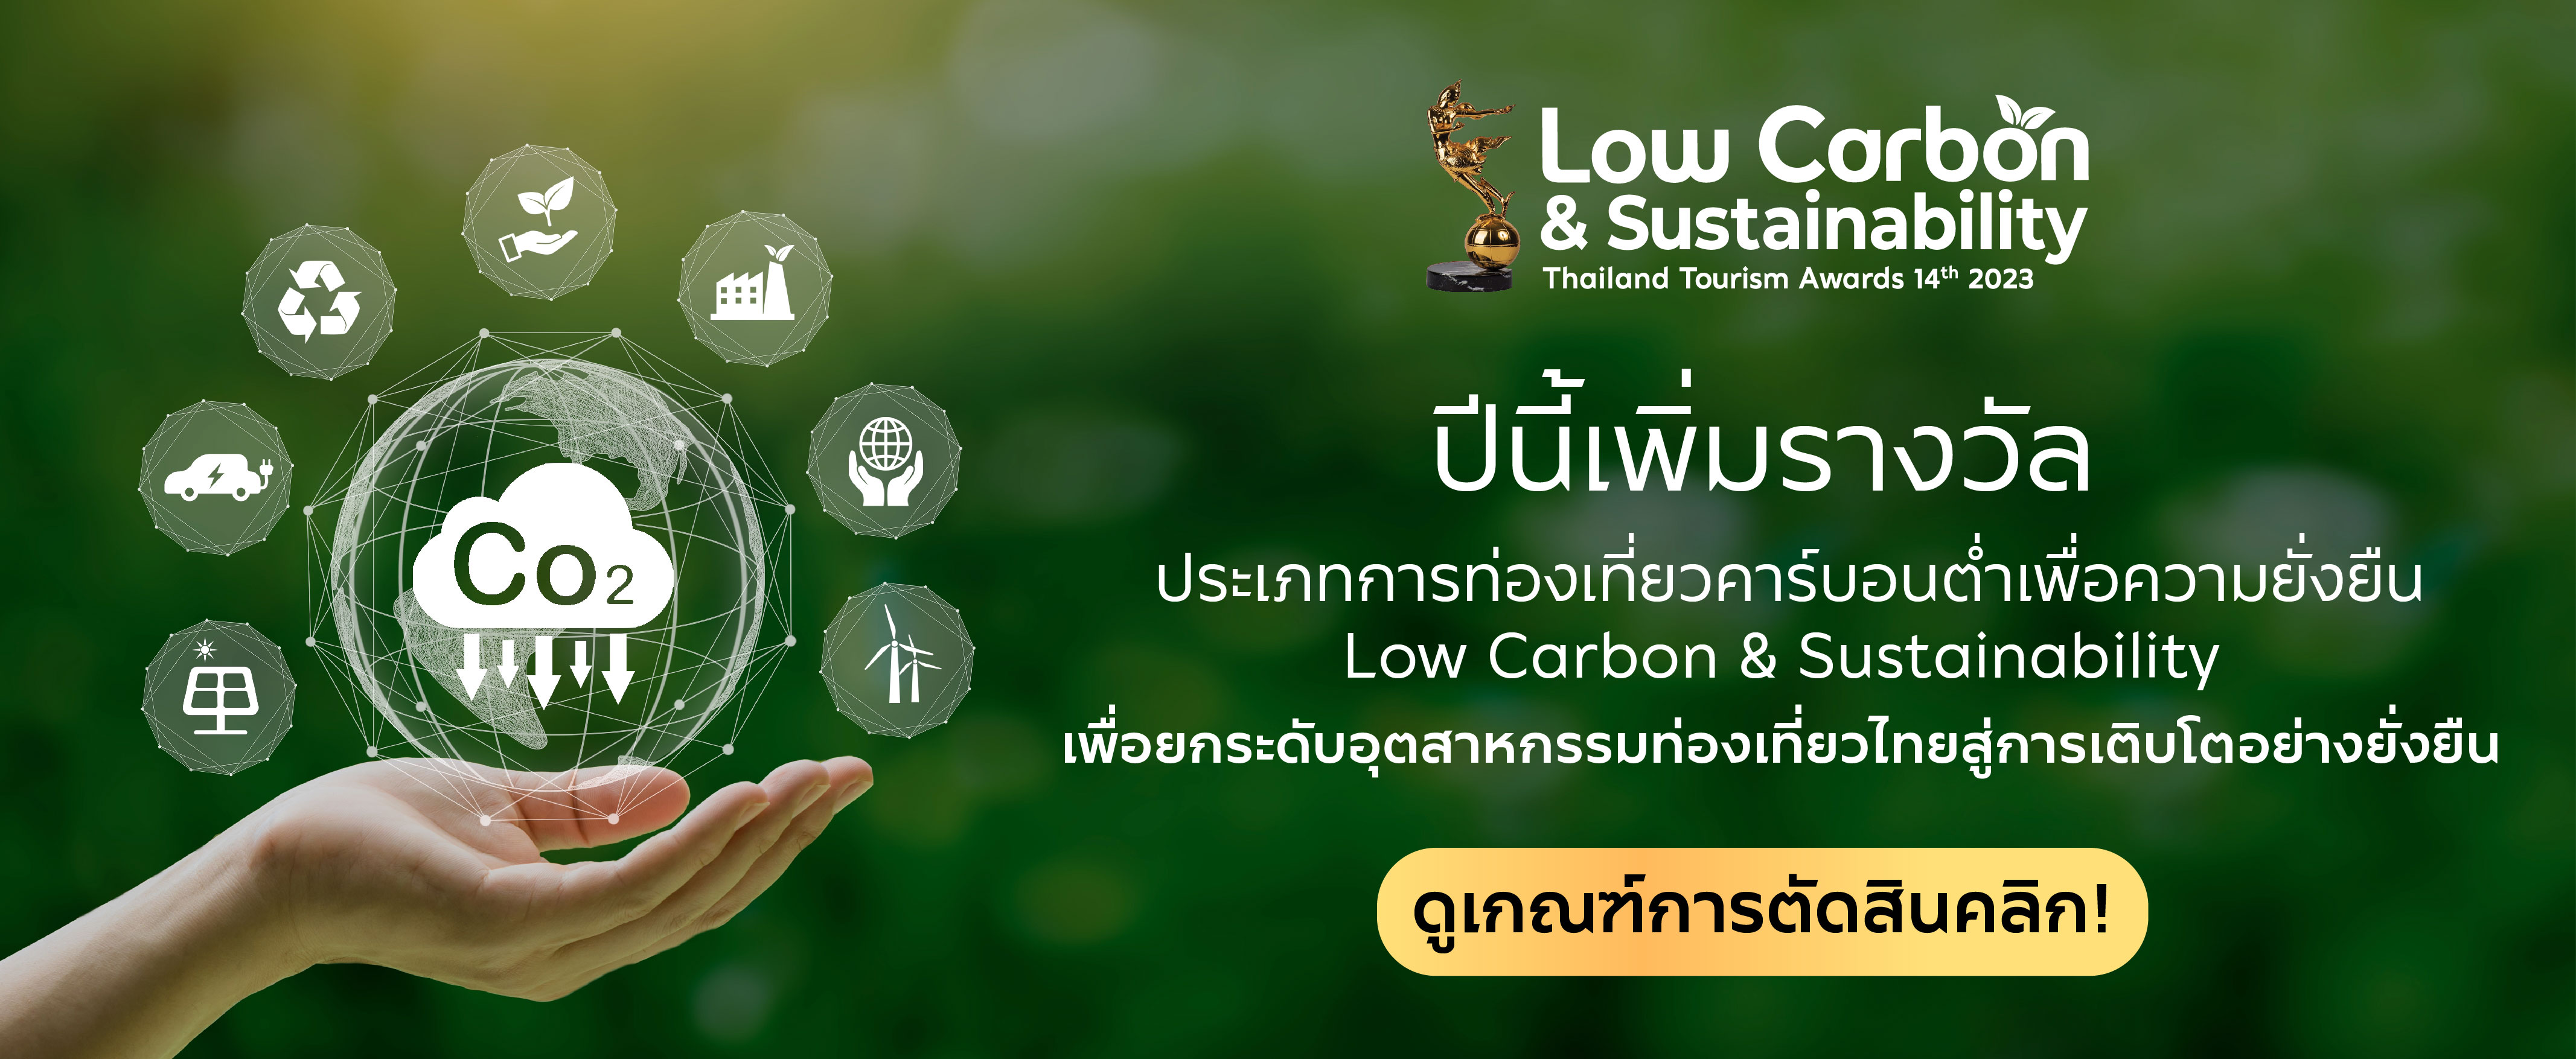 Low Carbon
& Sustainability
Thailand Tourism Awards 14th 2023
ปีนี้เพิ่มรางวัล
ประเภทการท่องเที่ยวคาร์บอนต่ำเพื่อความยั่งยืน
Low Carbon & Sustainability
เพื่อยกระดับอุตสาหกรรมท่องเที่ยวไทยสู่การเติบโตอย่างยั่งยืน
ดูเกณฑ์การตัดสินคลิก!
Co2